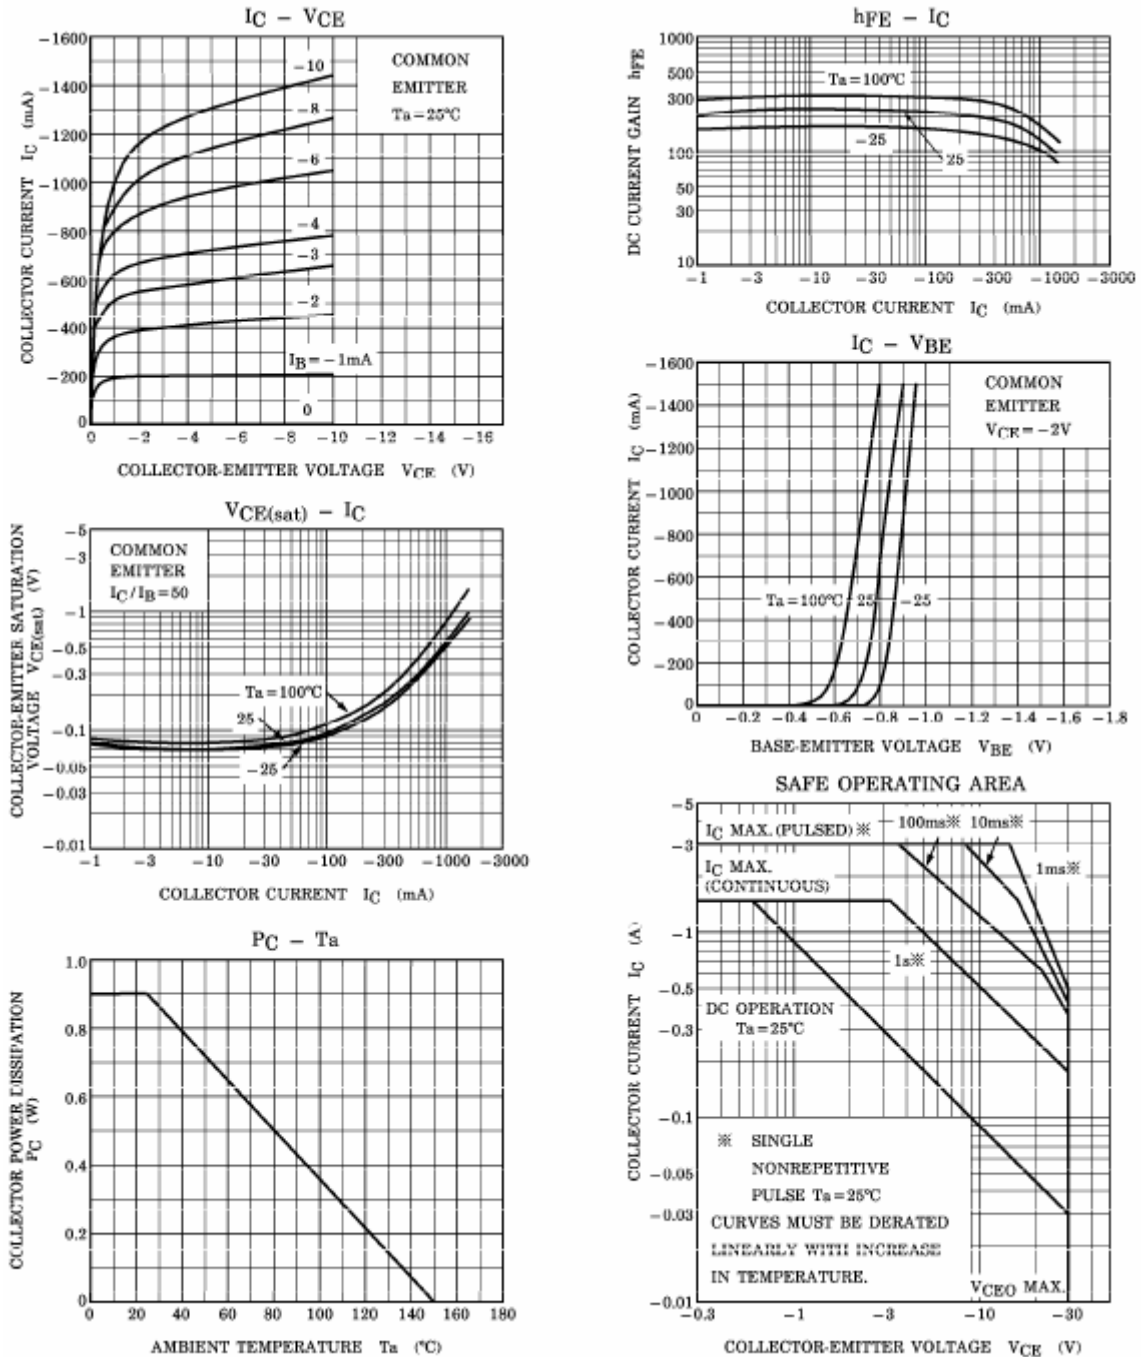 IC − VCE
−1600
−1400
−1200
−1000
−800
−600
−400
−200
0
COLLECTOR CURRENT IC (mA)
COMMON
EMITTER
Ta=25°C
−10
−8
−6
−4
−3
−2
IB=−1mA
0
0 −2 −4 −6 −8 −10 −12 −14 −16
COLLECTOR-EMITTER VOLTAGE VCE (V)
hFE − IC
1000
500
300
100
50
30
10
DC CURRENT GAIN hFE
Ta=100°C
−25
25
−1 −3 −10 −30 −100 −300 −1000 −3000
COLLECTOR CURRENT IC (mA)
IC − VBE
−1600
−1400
−1200
−1000
−800
−600
−400
−200
0
COLLECTOR CURRENT IC (mA)
COMMON
EMITTER
VCE=−2V
Ta=100°C 25 −25
0 −0.2 −0.4 −0.6 −0.8 −1.0 −1.2 −1.4 −1.6 −1.8
BASE-EMITTER VOLTAGE VBE (V)
VCE(sat) − IC
−5
−3
−1
−0.5
−0.3
−0.1
−0.05
−0.03
−0.01
COLLECTOR-EMITTER SATURATION
VOLTAGE VCE(sat) (V)
COMMON
EMITTER
IC/IB=50
Ta=100°C
25
−25
−1 −3 −10 −30 −100 −300 −1000 −3000
COLLECTOR CURRENT IC (mA)
PC − Ta
1.0
0.8
0.6
0.4
0.2
0
COLLECTOR POWER DISSIPATION
PC (W)
0 20 40 60 80 100 120 140 160 180
AMBIENT TEMPERATURE Ta (°C)
SAFE OPERATING AREA
−5
−3
−1
−0.5
−0.3
−0.1
−0.05
−0.03
−0.01
COLLECTOR CURRENT IC (A)
IC MAX. (PULSED)※ 100ms※ 10ms※
IC MAX.
(CONTINUOUS)
1ms※
1s※
DC OPERATION
Ta=25°C
※ SINGLE
NONREPETITIVE
PULSE Ta=25°C
CURVES MUST BE DERATED
LINEARLY WITH INCREASE
IN TEMPERATURE.
VCEO MAX.
−0.3 −1 −3 −10 −30
COLLECTOR-EMITTER VOLTAGE VCE (V)